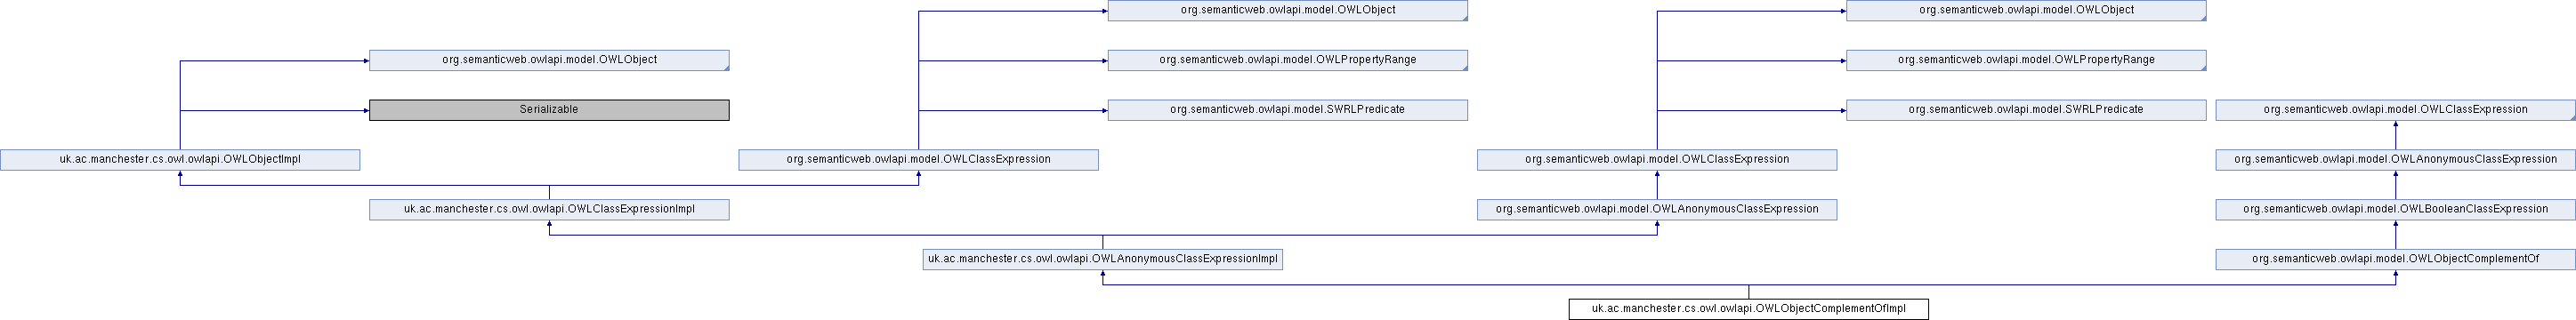 org.semanticweb.owlapi.model.OWLObject
org.semanticweb.owlapi.model.OWLObject
org.semanticweb.owlapi.model.OWLObject
org.semanticweb.owlapi.model.OWLPropertyRange
org.semanticweb.owlapi.model.OWLPropertyRange
Serializable
org.semanticweb.owlapi.model.SWRLPredicate
org.semanticweb.owlapi.model.SWRLPredicate
org.semanticweb.owlapi.model.OWLClassExpression
uk.ac.manchester.cs.owl.owlapi.OWLObjectImpl
org.semanticweb.owlapi.model.OWLClassExpression
org.semanticweb.owlapi.model.OWLClassExpression
org.semanticweb.owlapi.model.OWLAnonymousClassExpression
uk.ac.manchester.cs.owl.owlapi.OWLClassExpressionImpl
org.semanticweb.owlapi.model.OWLAnonymousClassExpression
org.semanticweb.owlapi.model.OWLBooleanClassExpression
uk.ac.manchester.cs.owl.owlapi.OWLAnonymousClassExpressionImpl
org.semanticweb.owlapi.model.OWLObjectComplementOf
uk.ac.manchester.cs.owl.owlapi.OWLObjectComplementOfImpl